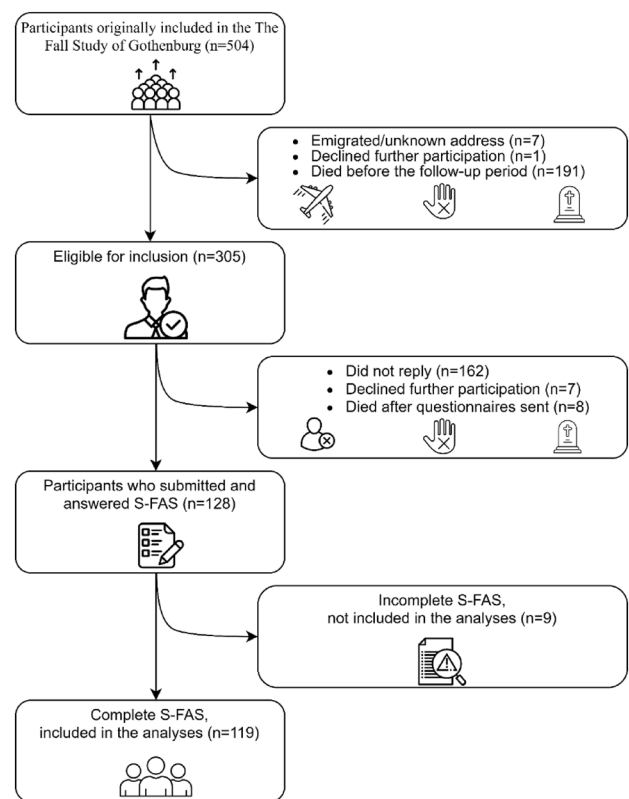 Participants originally included in the The
Fall Study of Gothenburg (n=504)
• Emigrated/unknown address (n=7)
• Declined further participation (n=1)
• Died before the follow-up period (n=191)
Eligible for inclusion (n=305)
• Did not reply (n=162)
• Declined further participation (n=7)
• Died after questionnaires sent (n=8)
Participants who submitted and
answered S-FAS (n=128)
Incomplete S-FAS,
not included in the analyses (n=9)
Complete S-FAS,
included in the analyses (n=119)